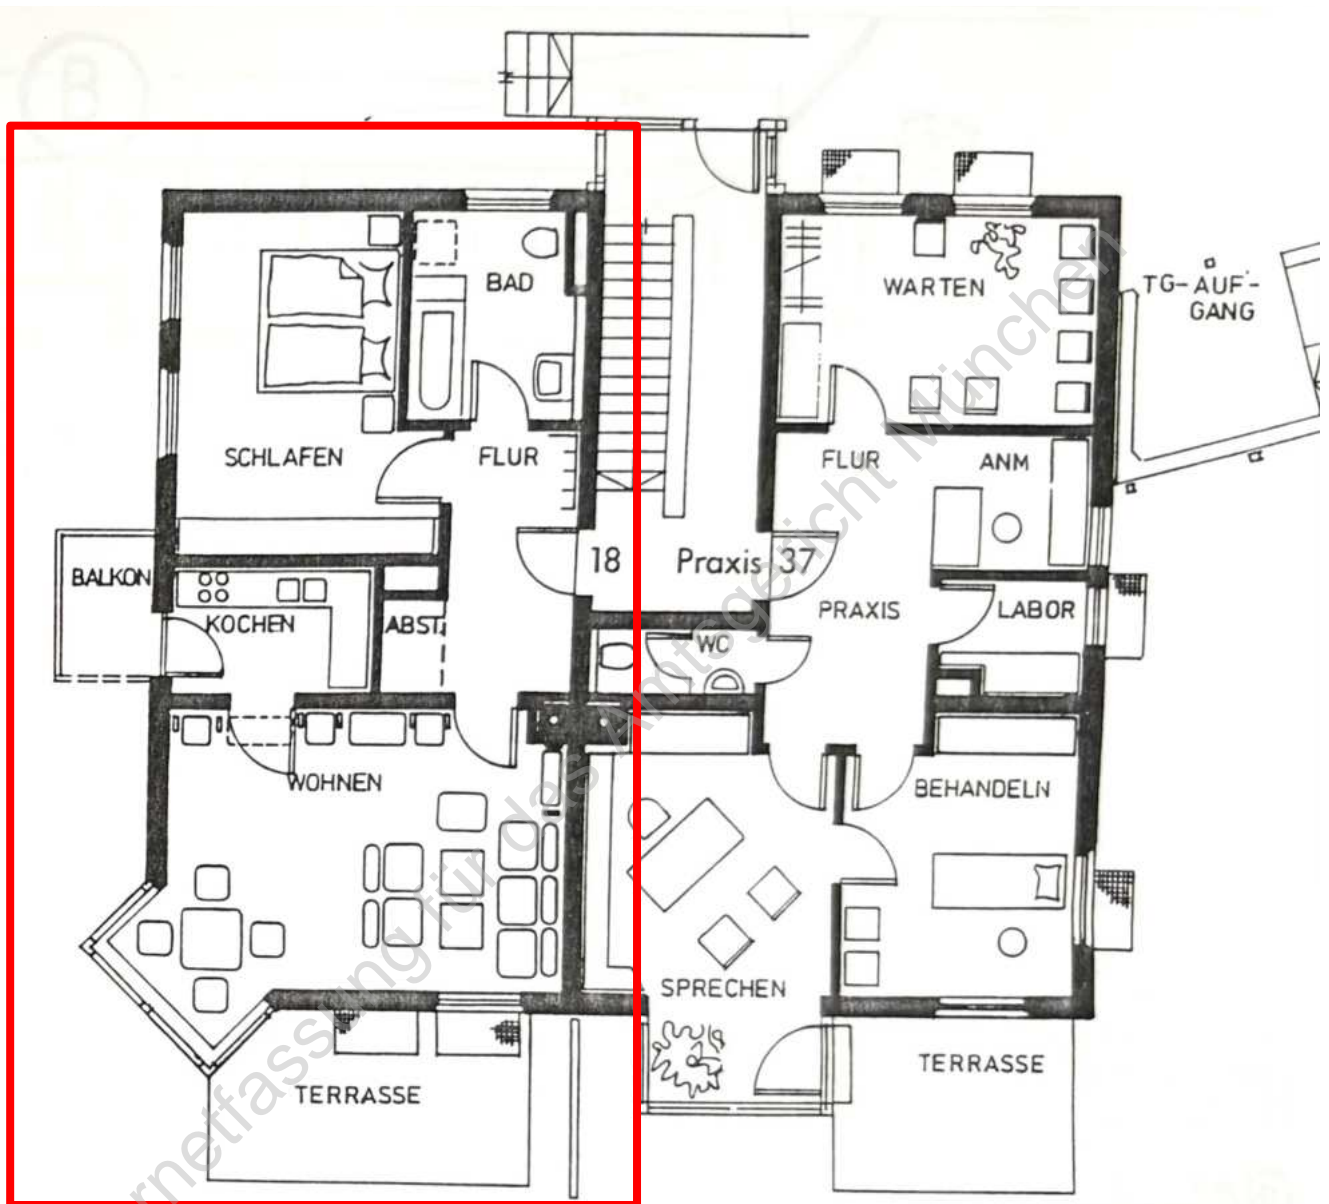 BAD
WARTEN
TG-AUF-
GANG
SCHLAFEN
FLUR
FLUR
ANM
BALKON
18
Praxis 37
KOCHEN
ABST.
WC
PRAXIS
LABOR
WOHNEN
BEHANDELN
SPRECHEN
TERRASSE
TERRASSE
rnetfassung für das Amtsgericht München